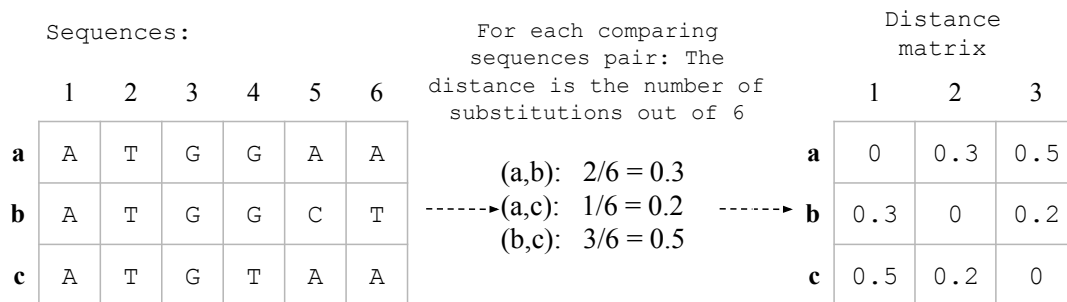 Sequences:
1 2 3 4 5 6
a A T G G A A
b A T G G C T
c A T G T A A
For each comparing
sequences pair: The
distance is the number of
substitutions out of 6
(a,b): 2/6 = 0.3
(a,c): 1/6 = 0.2
(b,c): 3/6 = 0.5
Distance
matrix
1 2 3
a 0 0.3 0.5
b 0.3 0 0.2
c 0.5 0.2 0